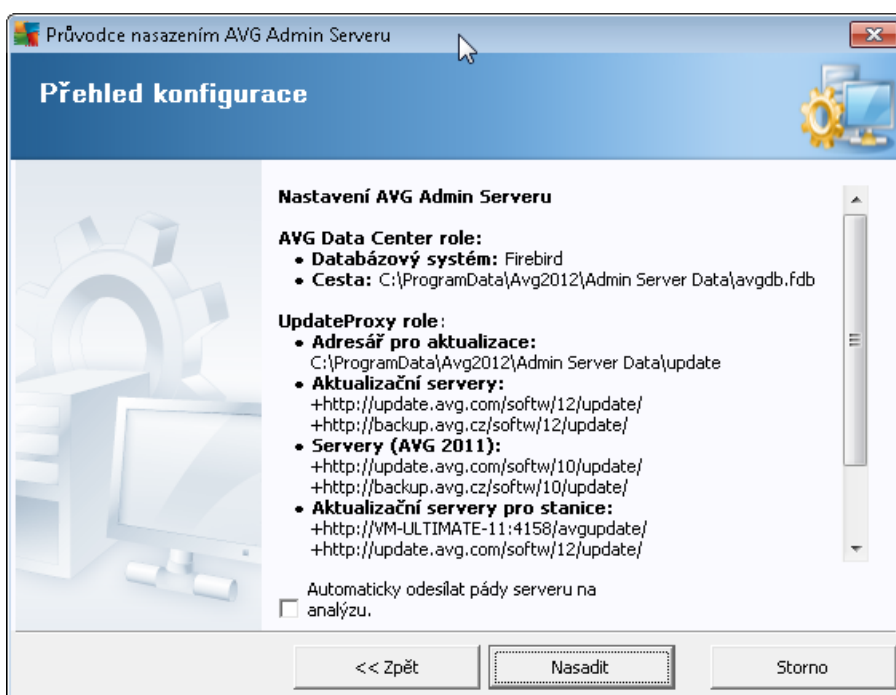 Průvodce nasazením AVG Admin Serveru
Přehled konfigurace
Nastavení AVG Admin Serveru
AVG Data Center role:
• Databázový systém: Firebird
• Cesta: C:\ProgramData\Avg2012\Admin Server Data\avgdb.fdb
UpdateProxy role:
• Adresář pro aktualizace:
C:\ProgramData\Avg2012\Admin Server Data\update
• Aktualizační servery:
+http://update.avg.com/softw/12/update/
+http://backup.avg.cz/softw/12/update/
• Servery (AVG 2011):
+http://update.avg.com/softw/10/update/
+http://backup.avg.cz/softw/10/update/
• Aktualizační servery pro stanice:
+http://VM-ULTIMATE-11:4158/avgupdate/
+http://update.avg.com/softw/12/update/
Automaticky odesílat pády serveru na
analýzu.
<< Zpět
Nasadit
Storno